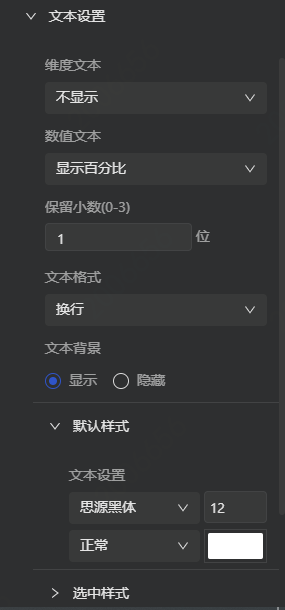 文本设置
维度文本
不显示
数值文本
显示百分比
保留小数(0-3)
1 位
文本格式
换行
文本背景
显示 隐藏
默认样式
文本设置
思源黑体 12
正常
选中样式